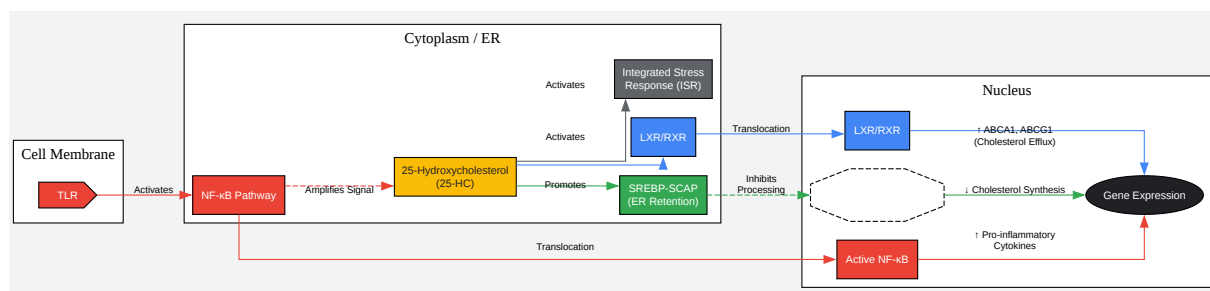 Cytoplasm / ER
Integrated Stress
Response (ISR)
Activates
Nucleus
LXR/RXR
Activates
LXR/RXR
Translocation
↑ ABCA1, ABCG1
(Cholesterol Efflux)
Cell Membrane
TLR
Activates
NF-κB Pathway
Amplifies Signal
25-Hydroxycholesterol
(25-HC)
Promotes
SREBP-SCAP
(ER Retention)
Inhibits
Processing
↓ Cholesterol Synthesis
Gene Expression
Translocation
Active NF-κB
↑ Pro-inflammatory
Cytokines